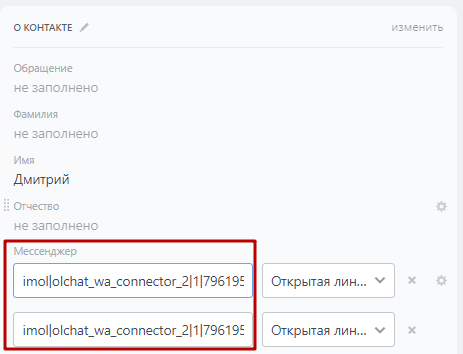 О КОНТАКТЕ изменить
Обращение
не заполнено
Фамилия
не заполнено
Имя
Дмитрий
Отчество
не заполнено
Мессенджер
imol|olchat_wa_connector_2|1|796195 Открытая лин...
imol|olchat_wa_connector_2|1|796195 Открытая лин...